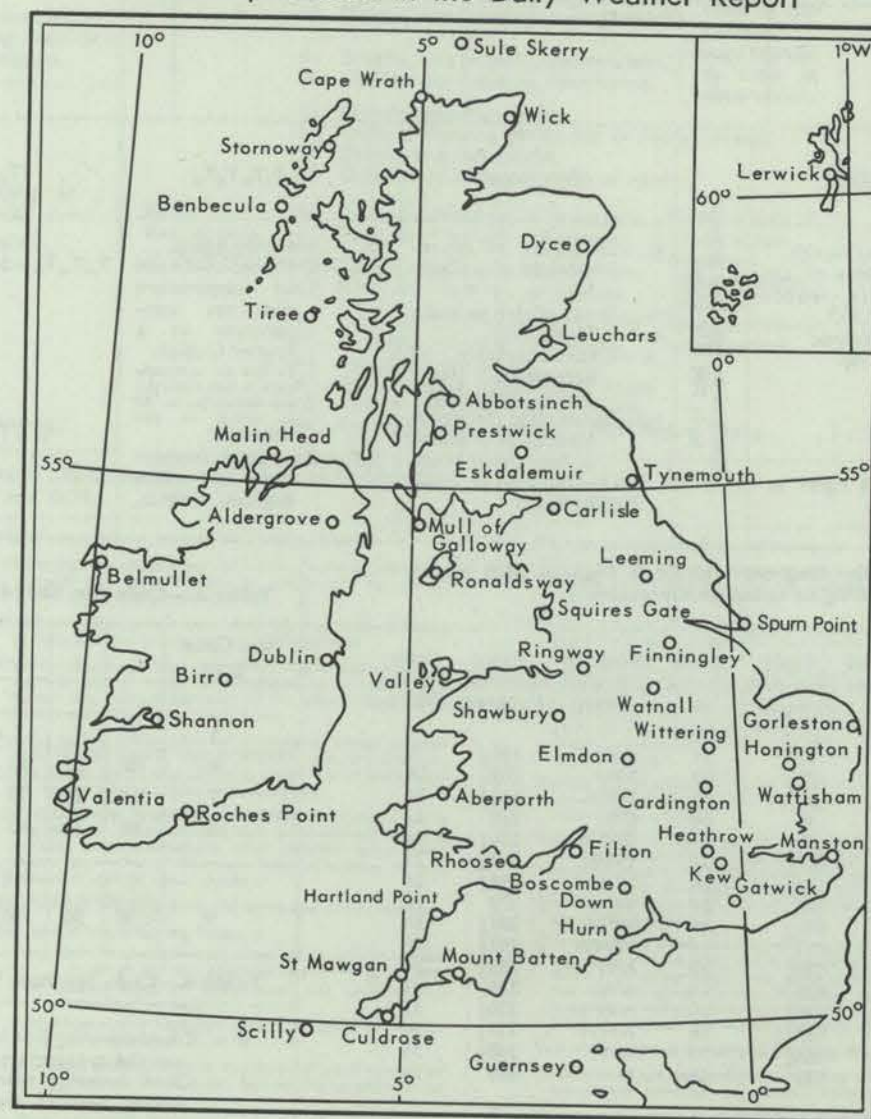 the Daily Weather Report
10°
5°
Sule Skerry
1°W
Cape Wrath
Wick
Stornoway
Lerwick
Benbecula
60°
Dyce
Tiree
Leuchars
0°
Abbotsinch
Malin Head
Prestwick
55°
Eskdalemuir
Tynemouth
55°
Aldergrove
Mull of
Galloway
Carlisle
Belmullet
Leeming
Ronaldsway
Squires Gate
Spurn Point
Dublin
Ringway
Finningley
Birr
Valley
Watnall
Shannon
Shawbury
Wittering
Gorleston
Elmdon
Honington
Valentia
Aberporth
Cardington
Wattisham
Roches Point
Heathrow
Manston
Rhoose
Filton
Kew
Boscombe
Down
Gatwick
Hartland Point
Hurn
St Mawgan
Mount Batten
50°
50°
Scilly
Culdrose
Guernsey
10°
5°
0°